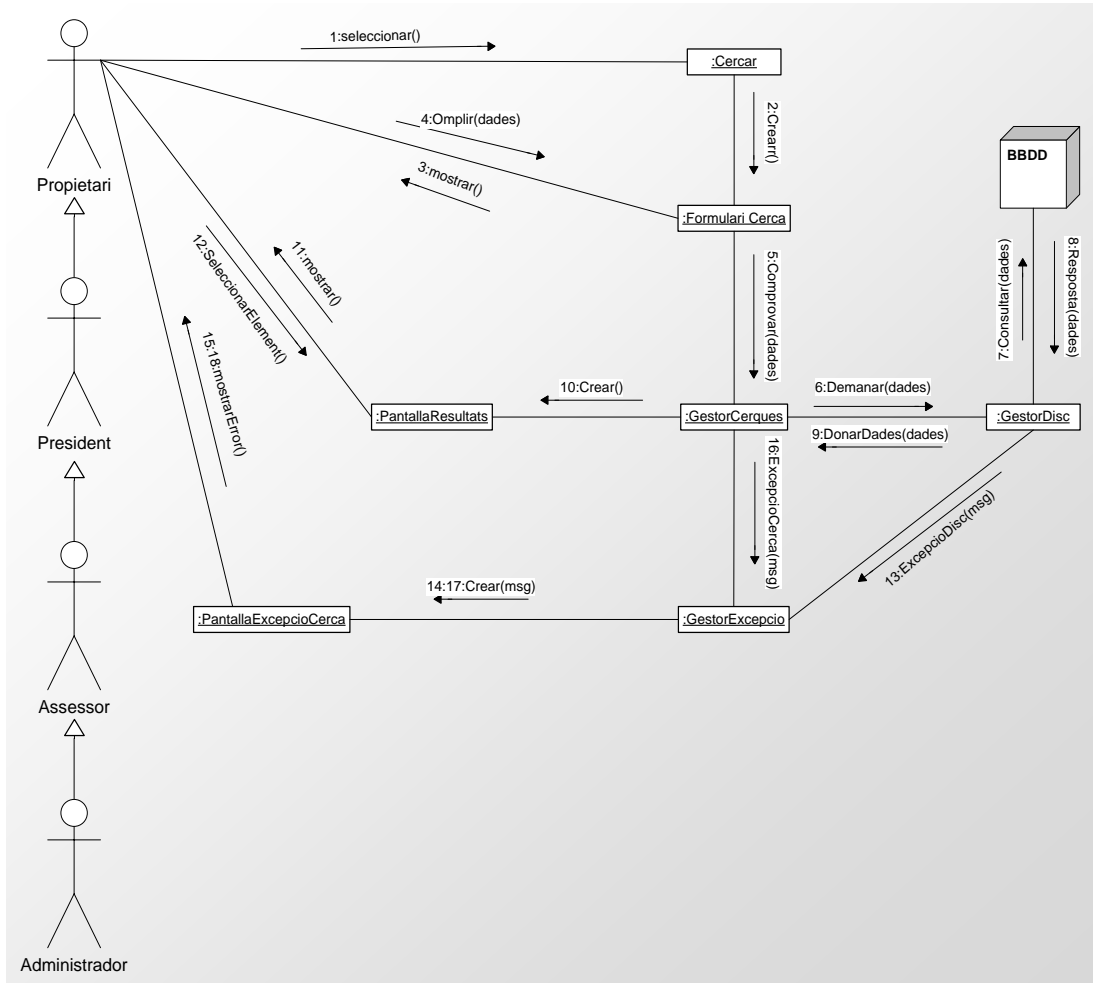 1:seleccionar()
:Cercar
2:Crearr()
4:Omplir(dades)
3:mostrar()
BBDD
Propietari
:Formulari Cerca
12:SeleccionarElement()
11:mostrar()
5:Comprovar(dades)
7:Consultar(dades)
8:Resposta(dades)
15:18:mostrarError()
10:Crear()
6:Demanar(dades)
:PantallaResultats
:GestorCerques
:GestorDisc
9:DonarDades(dades)
President
16:ExcepcioCerca(msg)
13:ExcepcioDisc(msg)
14:17:Crear(msg)
:PantallaExcepcioCerca
:GestorExcepcio
Assessor
Administrador